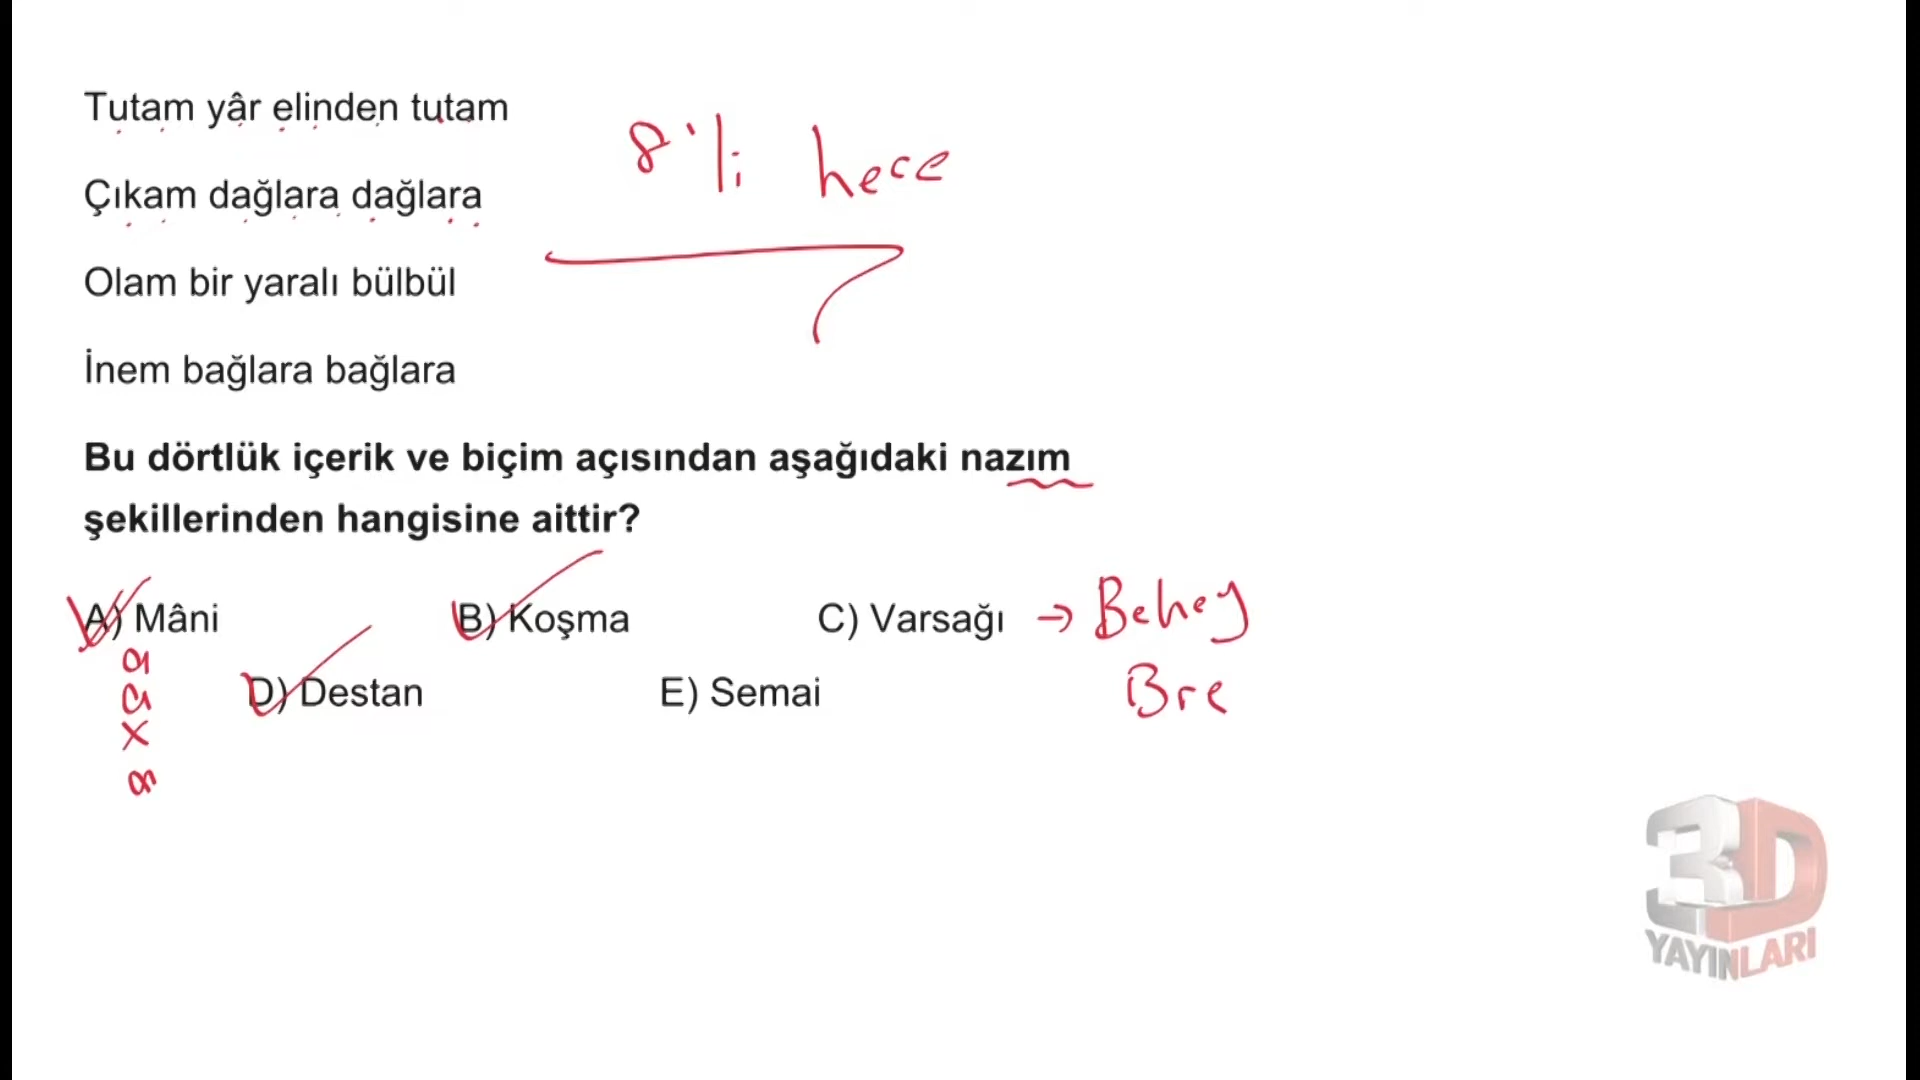 Tutam yâr elinden tutam
8'li hece
Çıkam dağlara dağlara
Olam bir yaralı bülbül
İnem bağlara bağlara
Bu dörtlük içerik ve biçim açısından aşağıdaki nazım
şekillerinden hangisine aittir?
A) Mâni B) Koşma C) Varsağı → Behey
D) Destan E) Semai Bre
a
a
x
a
3D
YAYINLARI